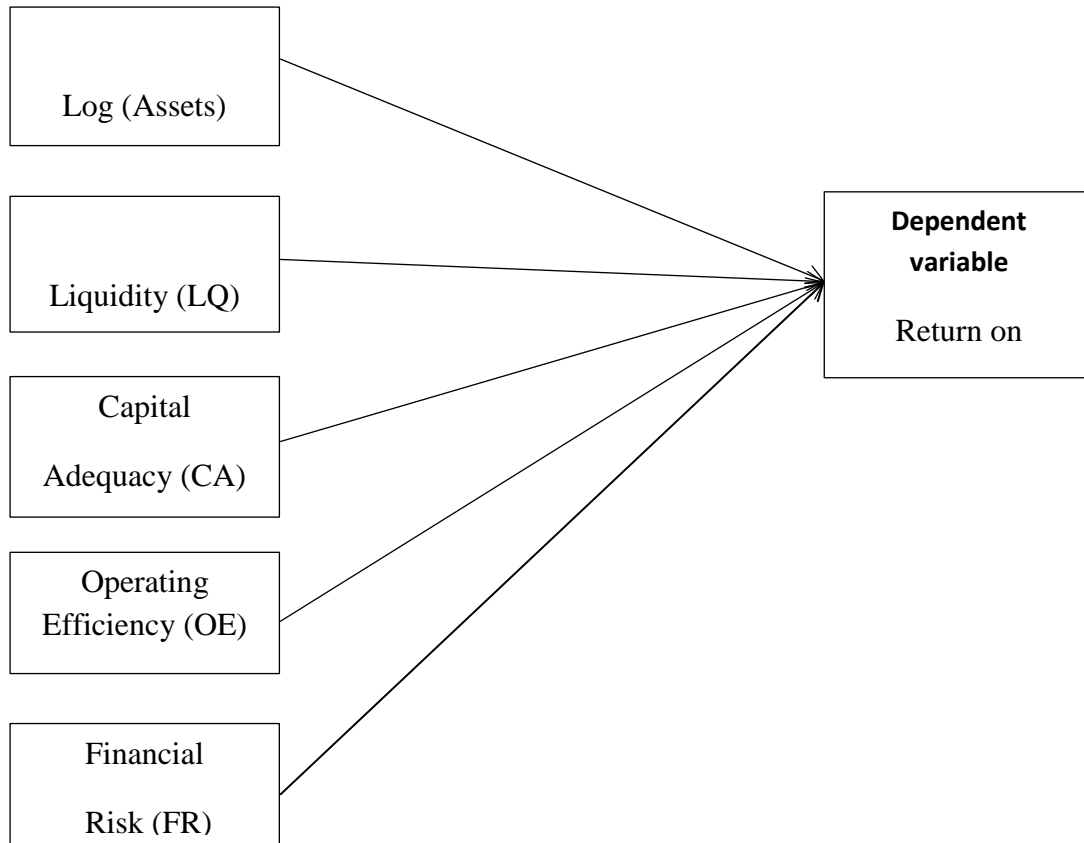 Log (Assets)
Liquidity (LQ)
Capital
Adequacy (CA)
Operating
Efficiency (OE)
Financial
Risk (FR)
Dependent
variable
Return on